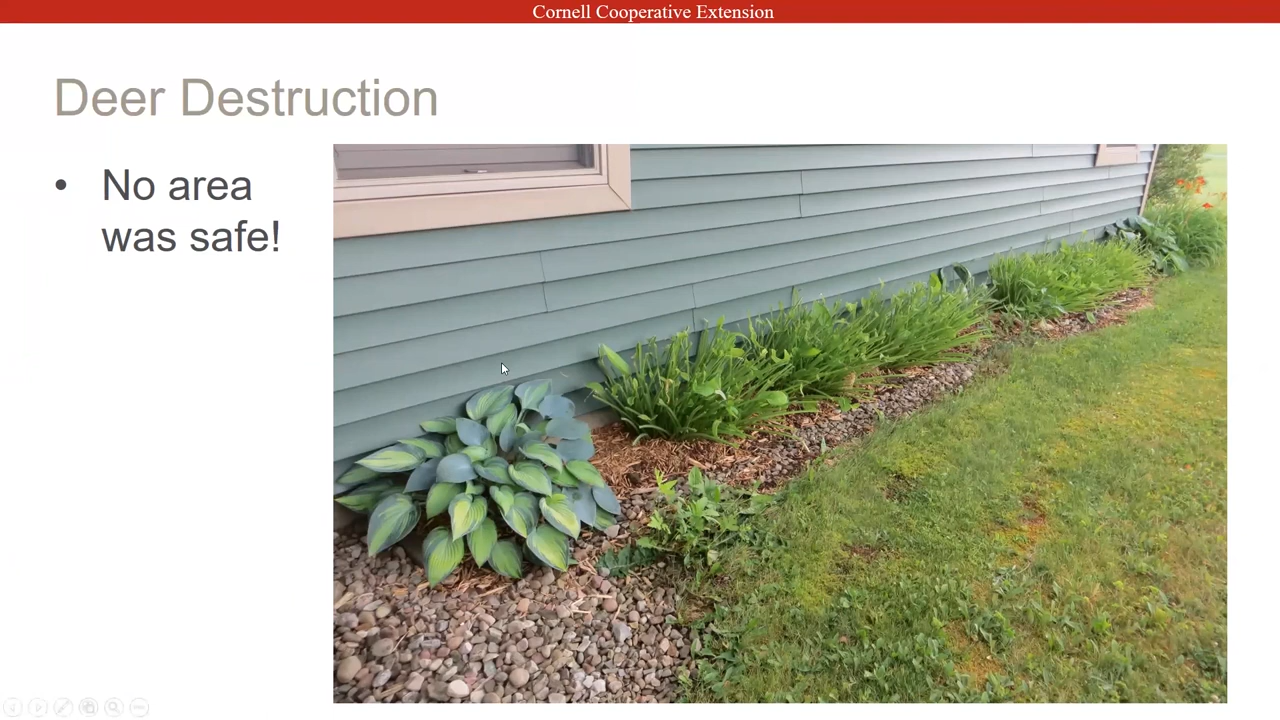 Cornell Cooperative Extension
Deer Destruction
• No area
was safe!